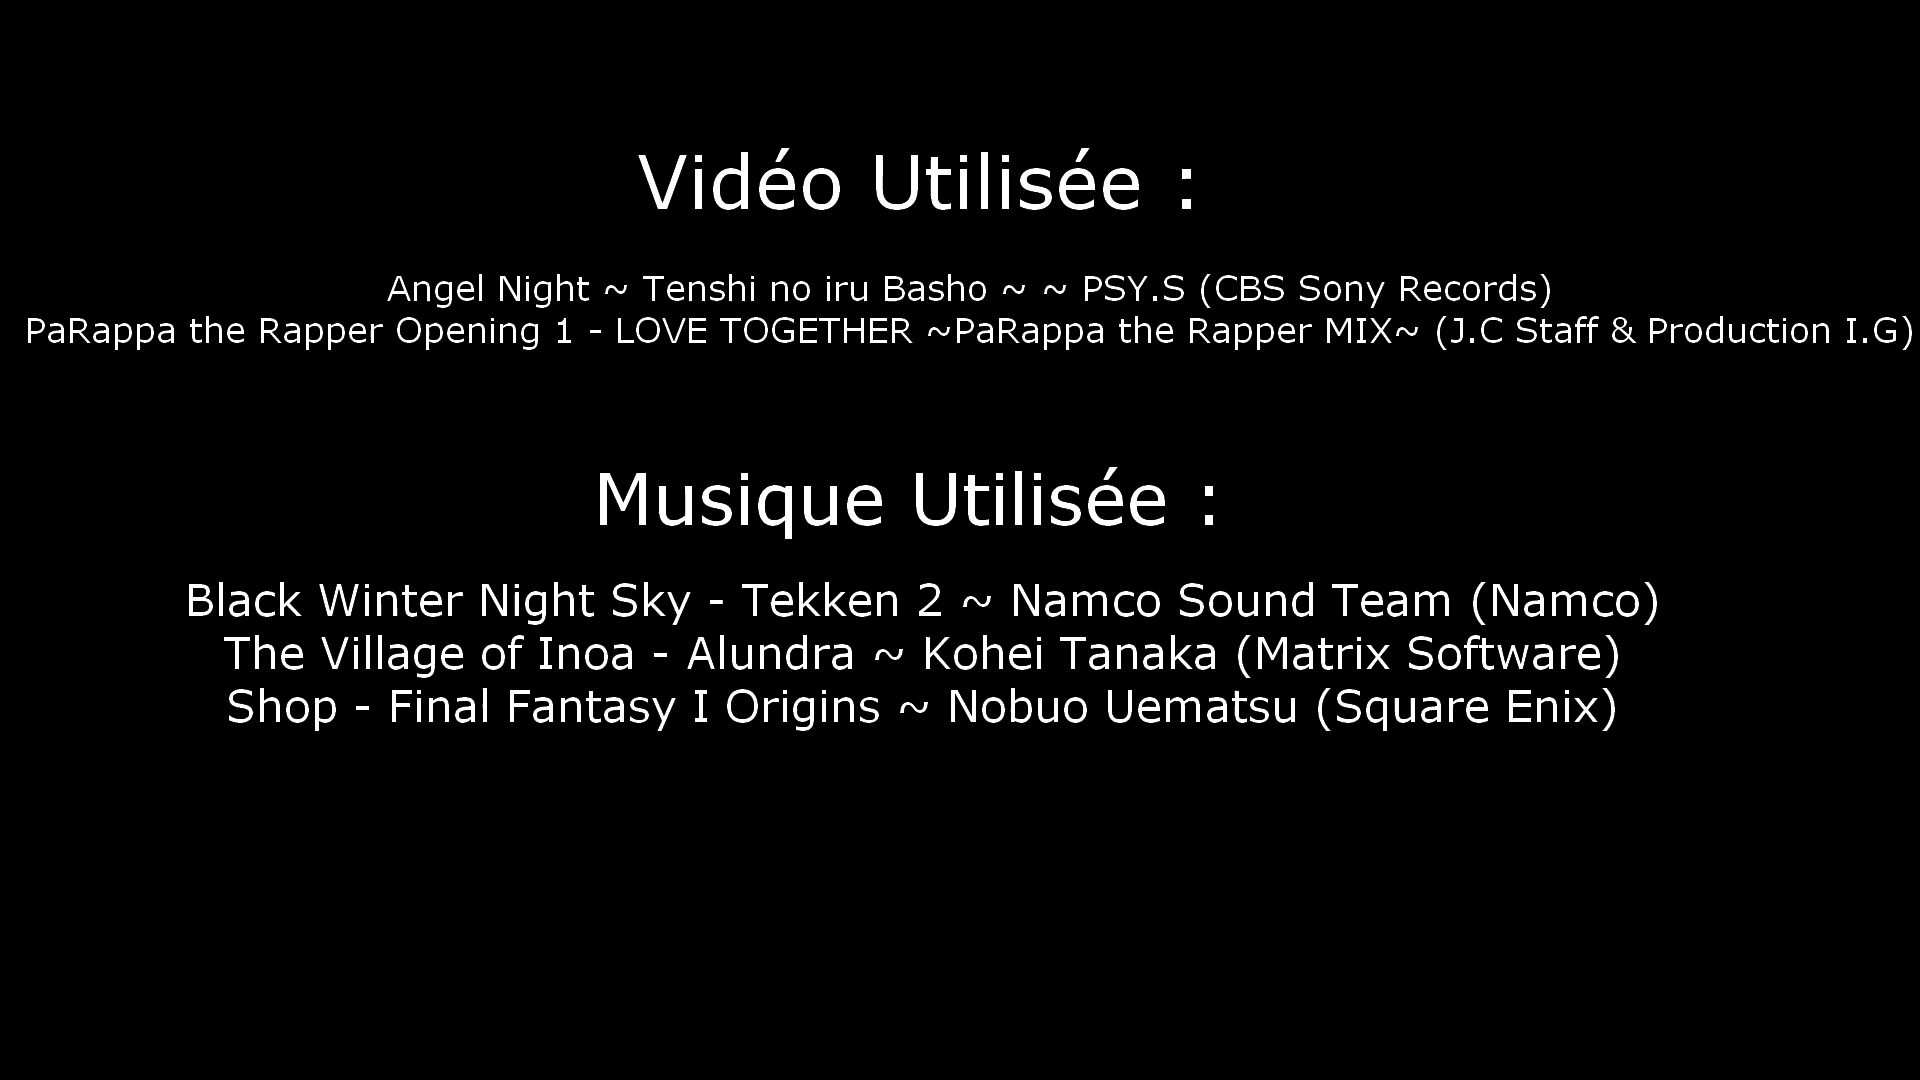 Vidéo Utilisée :
Angel Night ~ Tenshi no iru Basho ~ ~ PSY.S (CBS Sony Records)
PaRappa the Rapper Opening 1 - LOVE TOGETHER ~PaRappa the Rapper MIX~ (J.C Staff & Production I.G)
Musique Utilisée :
Black Winter Night Sky - Tekken 2 ~ Namco Sound Team (Namco)
The Village of Inoa - Alundra ~ Kohei Tanaka (Matrix Software)
Shop - Final Fantasy I Origins ~ Nobuo Uematsu (Square Enix)